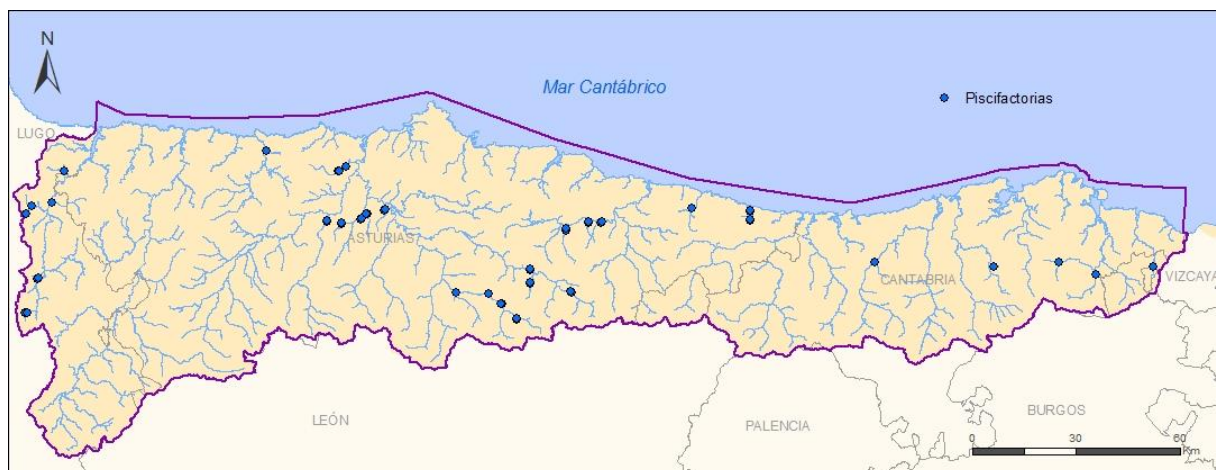 N
Mar Cantábrico
Piscifactorias
LUGO
ASTURIAS
CANTABRIA
VIZCAYA
LEÓN
PALENCIA
BURGOS
0 30 60
Km